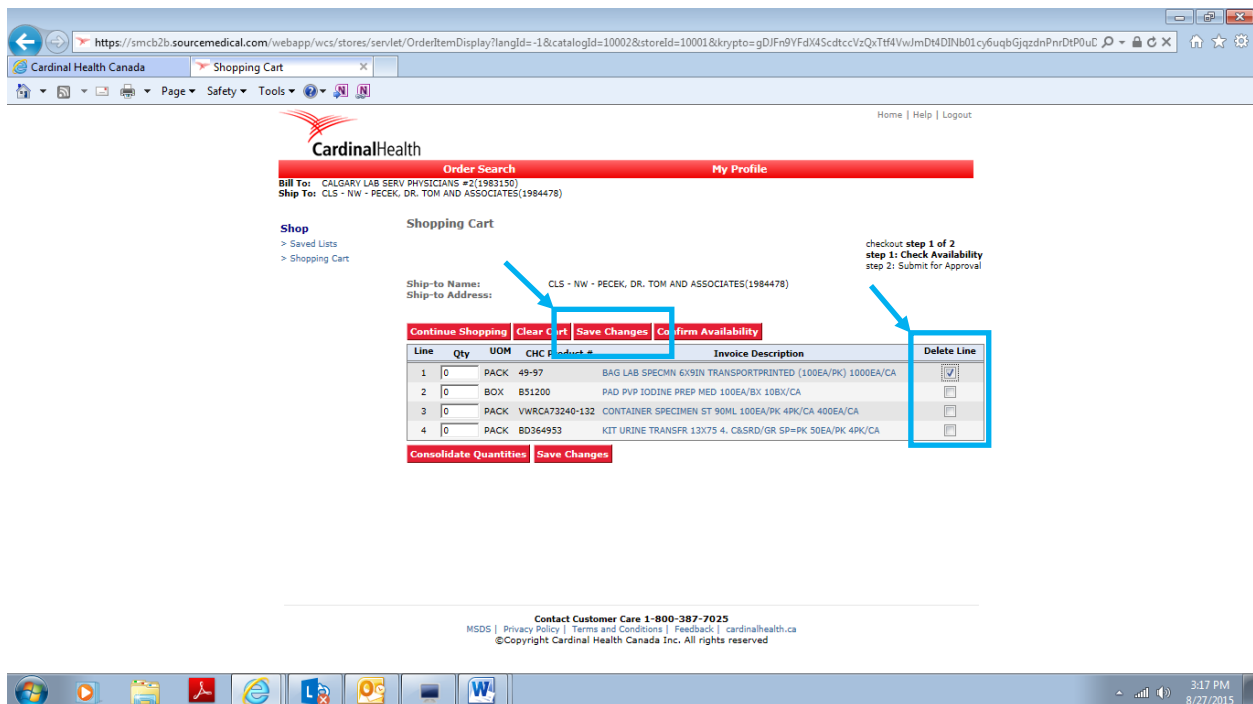 https://smcb2b.sourcemedical.com/webapp/wcs/stores/servlet/OrderItemDisplay?langId=-1&catalogId=10002&storeId=10001&krypto=
Cardinal Health Canada
Shopping Cart
Page Safety Tools
Home | Help | Logout
CardinalHealth
Order Search My Profile
Bill To: CALGARY LAB SERV PHYSICIANS #2(1983150)
Ship To: CLS - NW - PECEK, DR. TOM AND ASSOCIATES(1984478)
Shop
> Saved Lists
> Shopping Cart
Shopping Cart
checkout step 1 of 2
step 1: Check Availability
step 2: Submit for Approval
Ship-to Name: CLS - NW - PECEK, DR. TOM AND ASSOCIATES(1984478)
Ship-to Address:
Continue Shopping Clear Cart Save Changes Confirm Availability
Line Qty UOM CHC Product # Invoice Description Delete Line
1 0 PACK 49-97 BAG LAB SPECMN 6X9IN TRANSPORTPRINTED (100EA/PK) 1000EA/CA
2 0 BOX B51200 PAD PVP IODINE PREP MED 100EA/BX 10BX/CA
3 0 PACK VWRCA73240-132 CONTAINER SPECIMEN ST 90ML 100EA/PK 4PK/CA 400EA/CA
4 0 PACK BD364953 KIT URINE TRANSFR 13X75 4. C&SRD/GR SP=PK 50EA/PK 4PK/CA
Consolidate Quantities Save Changes
Contact Customer Care 1-800-387-7025
MSDS | Privacy Policy | Terms and Conditions | Feedback | cardinalhealth.ca
©Copyright Cardinal Health Canada Inc. All rights reserved
3:17 PM
8/27/2015